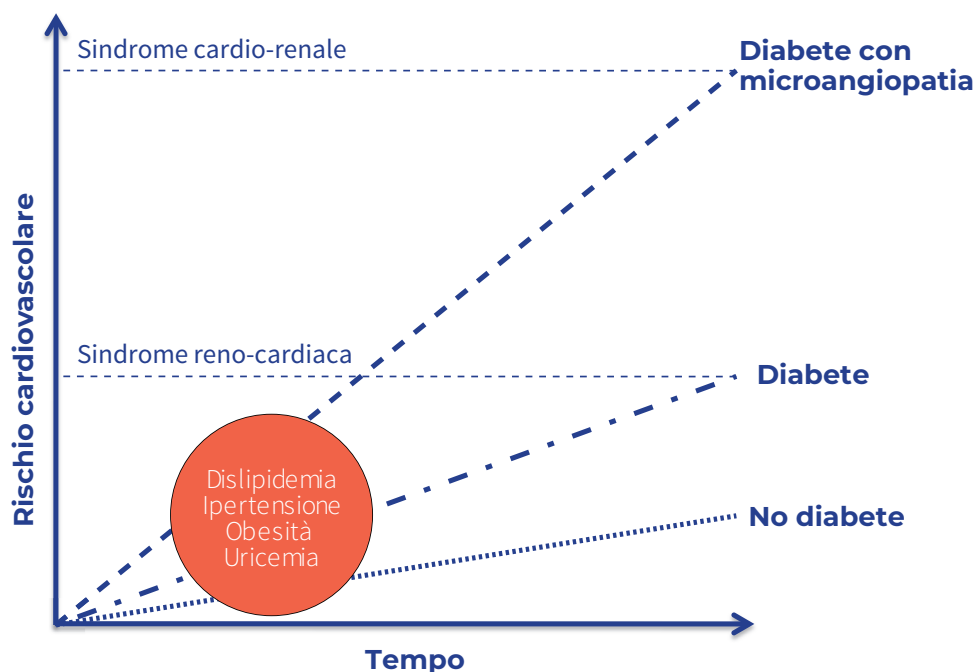 Sindrome cardio-renale
Diabete con
microangiopatia
Rischio cardiovascolare
Sindrome reno-cardiaca
Diabete
Dislipidemia
Ipertensione
Obesità
Uricemia
No diabete
Tempo